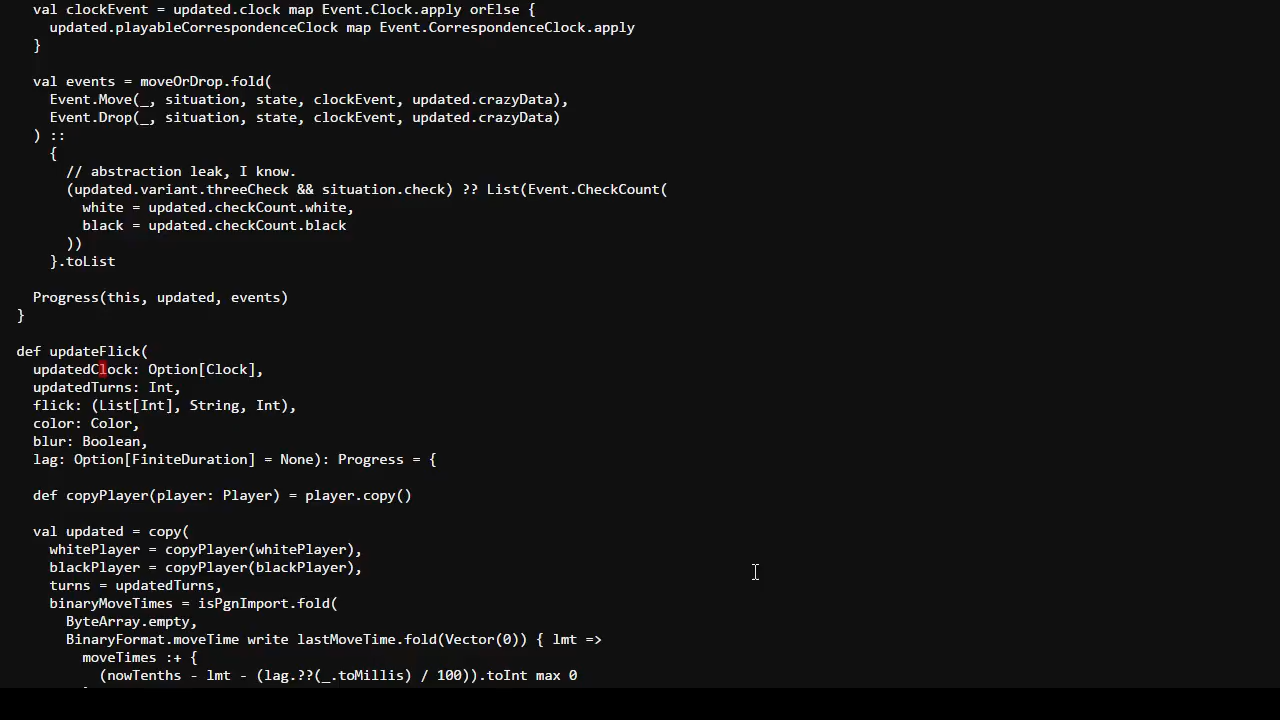 val clockEvent = updated.clock map Event.Clock.apply orElse {
updated.playableCorrespondenceClock map Event.CorrespondenceClock.apply
}
val events = moveOrDrop.fold(
Event.Move(_, situation, state, clockEvent, updated.crazyData),
Event.Drop(_, situation, state, clockEvent, updated.crazyData)
) ::
{
// abstraction leak, I know.
(updated.variant.threeCheck && situation.check) ?? List(Event.CheckCount(
white = updated.checkCount.white,
black = updated.checkCount.black
))
}.toList
Progress(this, updated, events)
}
def updateFlick(
updatedClock: Option[Clock],
updatedTurns: Int,
flick: (List[Int], String, Int),
color: Color,
blur: Boolean,
lag: Option[FiniteDuration] = None): Progress = {
def copyPlayer(player: Player) = player.copy()
val updated = copy(
whitePlayer = copyPlayer(whitePlayer),
blackPlayer = copyPlayer(blackPlayer),
turns = updatedTurns,
binaryMoveTimes = isPgnImport.fold(
ByteArray.empty,
BinaryFormat.moveTime write lastMoveTime.fold(Vector(0)) { lmt =>
moveTimes :+ {
(nowTenths - lmt - (lag.??(_.toMillis) / 100)).toInt max 0